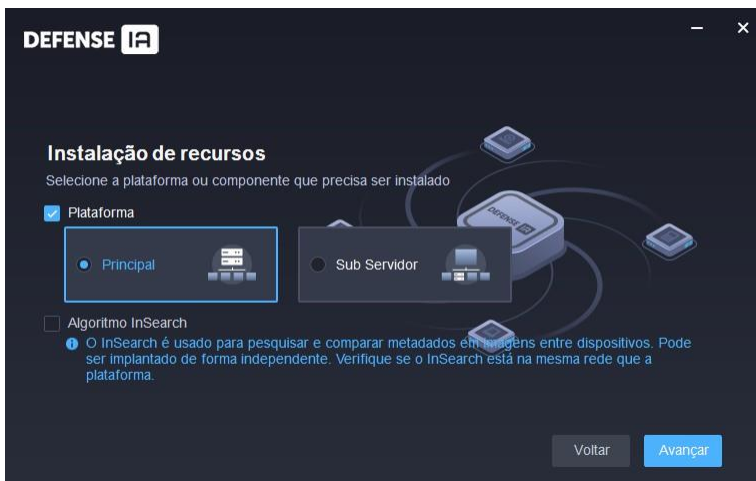 DEFENSE IA
Instalação de recursos
Selecione a plataforma ou componente que precisa ser instalado
Plataforma
Principal
Sub Servidor
DEFENSE IA
Algoritmo InSearch
O InSearch é usado para pesquisar e comparar metadados em imagens entre dispositivos. Pode
ser implantado de forma independente. Verifique se o InSearch está na mesma rede que a
plataforma.
Voltar
Avançar